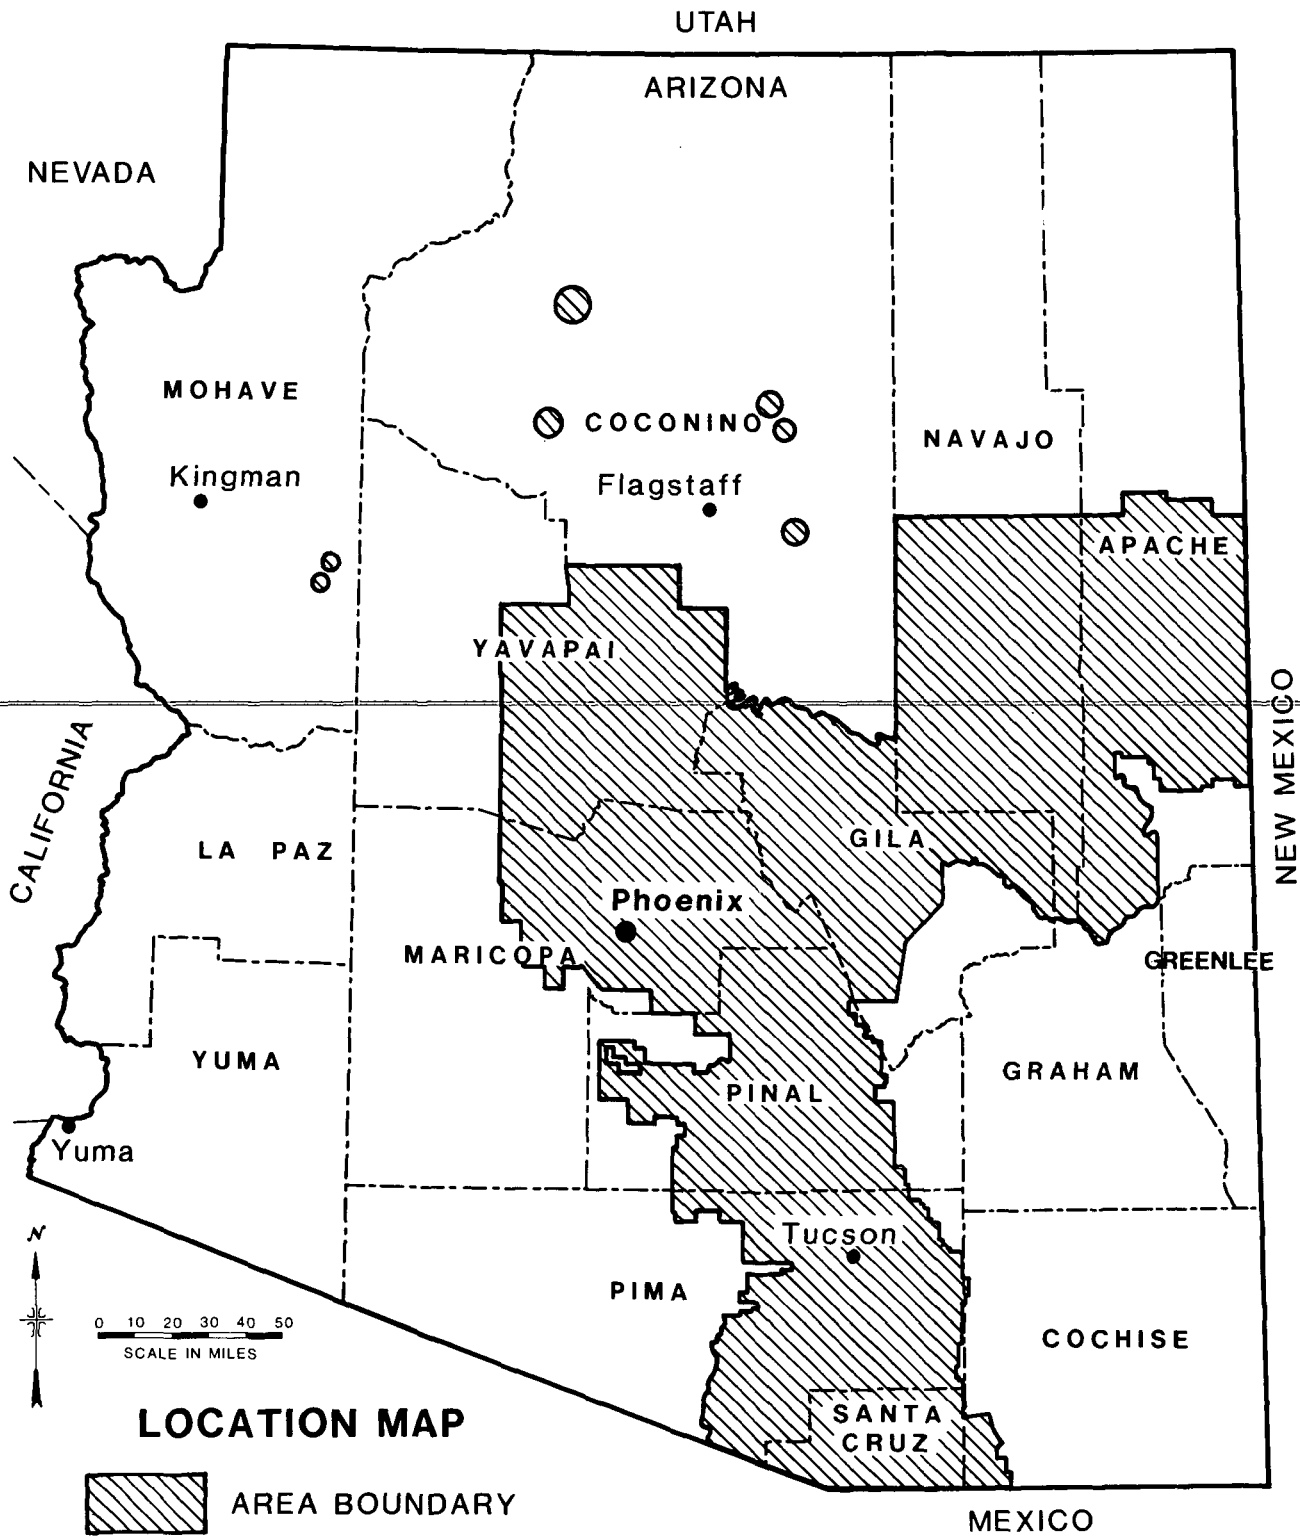 UTAH
ARIZONA
NEVADA
MOHAVE
COCONINO
NAVAJO
Kingman
Flagstaff
APACHE
YAVAPAI
NEW MEXICO
CALIFORNIA
LA PAZ
GILA
Phoenix
MARICOPA
GREENLEE
YUMA
GRAHAM
PINAL
Yuma
Tucson
N
PIMA
0 10 20 30 40 50
SCALE IN MILES
COCHISE
LOCATION MAP
SANTA
CRUZ
AREA BOUNDARY
MEXICO